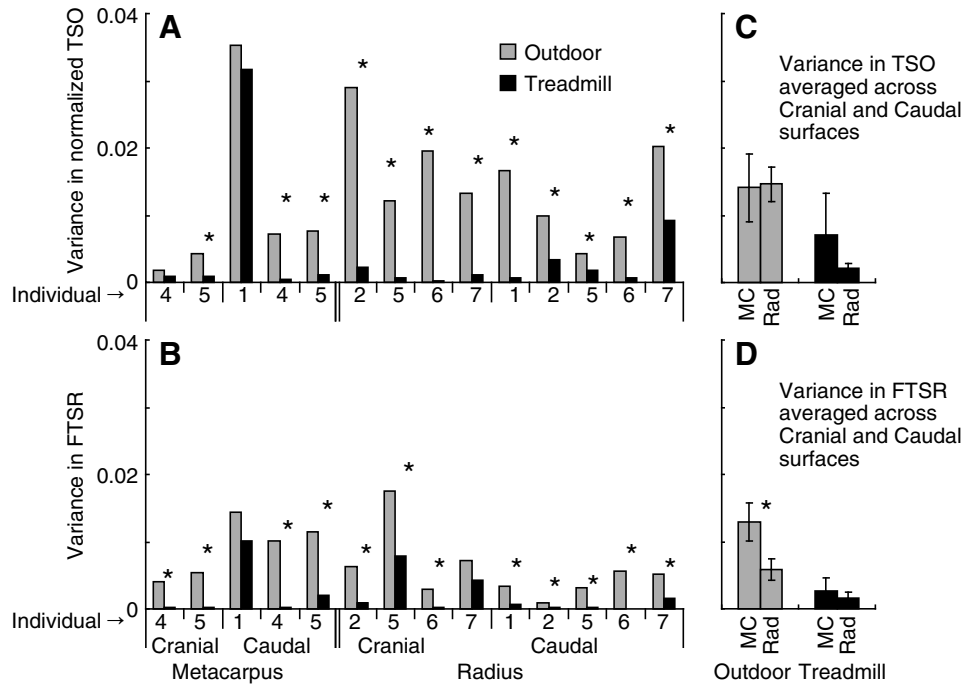 A
Variance in normalized TSO
0.04
0.02
0
Outdoor
Treadmill
* * * * * * * * * * * *
Individual → 4 5 1 4 5 2 5 6 7 1 2 5 6 7
C
Variance in TSO
averaged across
Cranial and Caudal
surfaces
MC Rad MC Rad
B
Variance in FTSR
0.04
0.02
0
* * * * * * * * * * * *
Individual → 4 5 1 4 5 2 5 6 7 1 2 5 6 7
Cranial Caudal Cranial Caudal
Metacarpus Radius
D
Variance in FTSR
averaged across
Cranial and Caudal
surfaces
*
MC Rad MC Rad
Outdoor Treadmill